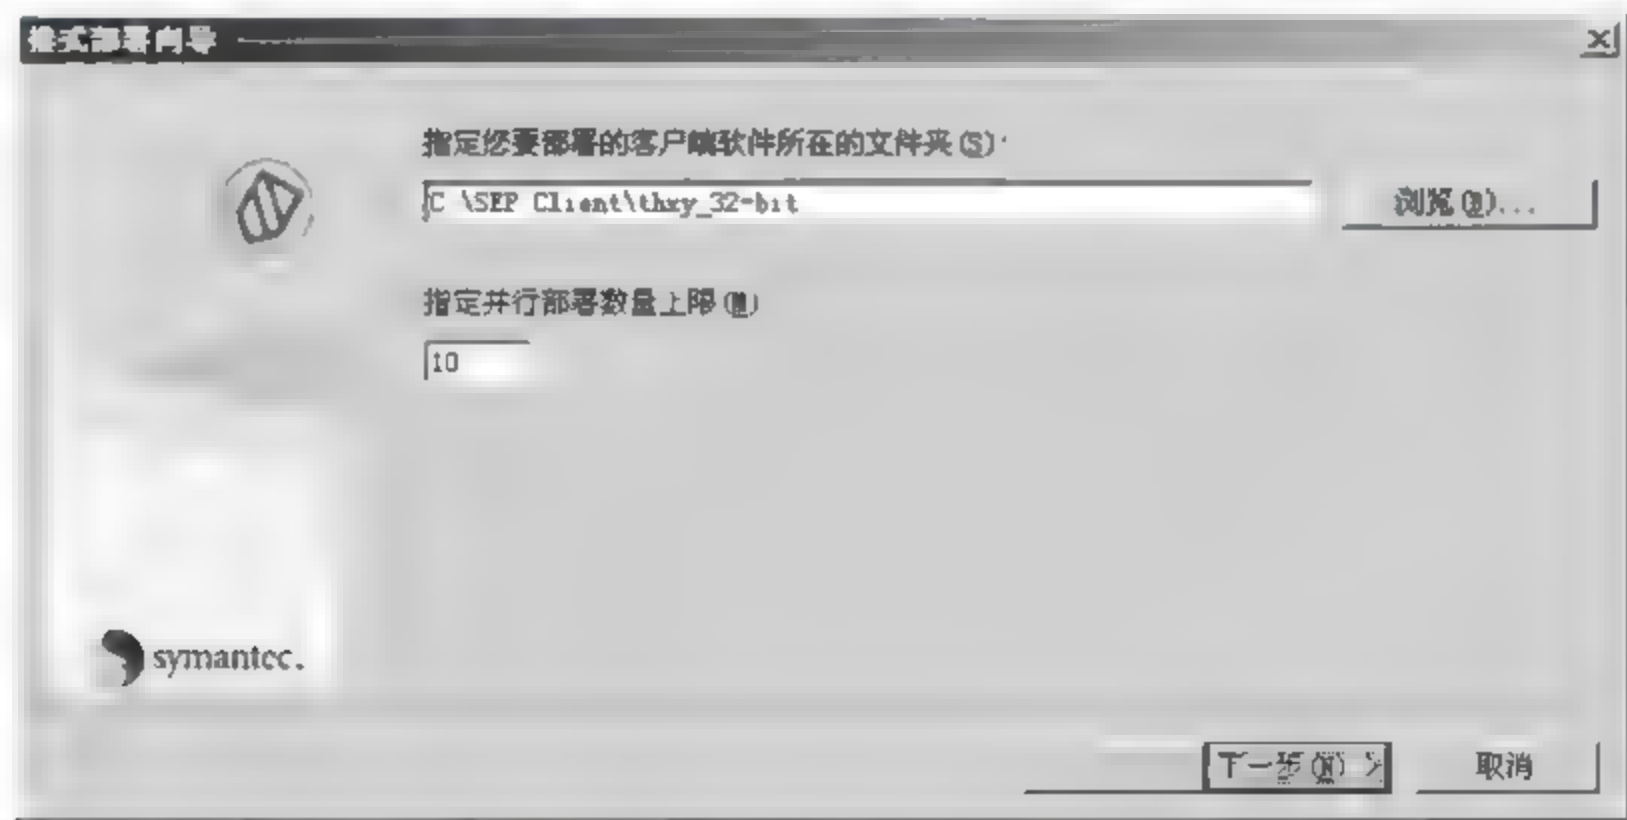 推式部署向导
指定您要部署的客户端软件所在的文件夹(S):
C:\SEP Client\thxy_32-bit
浏览(B)...
指定并行部署数量上限(M)
10
symantec.
下一步(N) >
取消